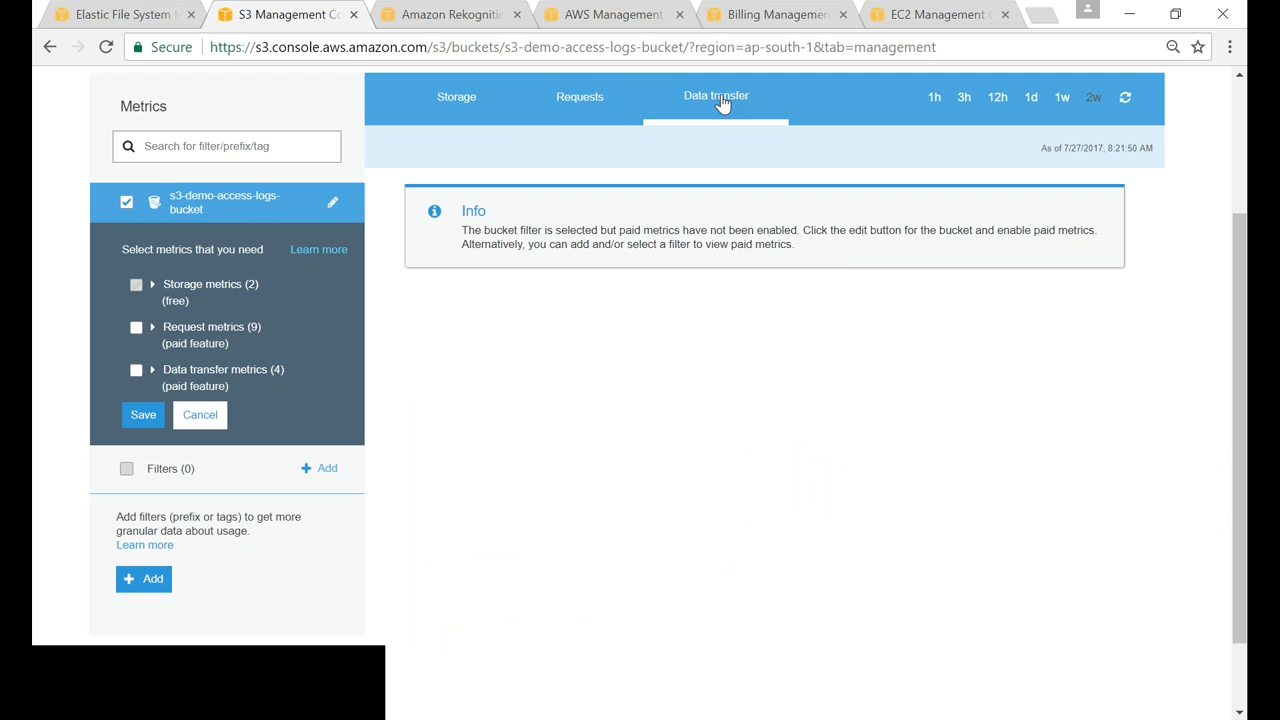 Elastic File System M
S3 Management Co
Amazon Rekognitio
AWS Management
Billing Management
EC2 Management C
Secure
https://s3.console.aws.amazon.com/s3/buckets/s3-demo-access-logs-bucket/?region=ap-south-1&tab=management
Metrics
Storage
Requests
Data transfer
1h
3h
12h
1d
1w
2w
Search for filter/prefix/tag
As of 7/27/2017, 8:21:50 AM
s3-demo-access-logs-
bucket
Info
The bucket filter is selected but paid metrics have not been enabled. Click the edit button for the bucket and enable paid metrics.
Alternatively, you can add and/or select a filter to view paid metrics.
Select metrics that you need
Learn more
Storage metrics (2)
(free)
Request metrics (9)
(paid feature)
Data transfer metrics (4)
(paid feature)
Save
Cancel
Filters (0)
Add
Add filters (prefix or tags) to get more
granular data about usage.
Learn more
Add